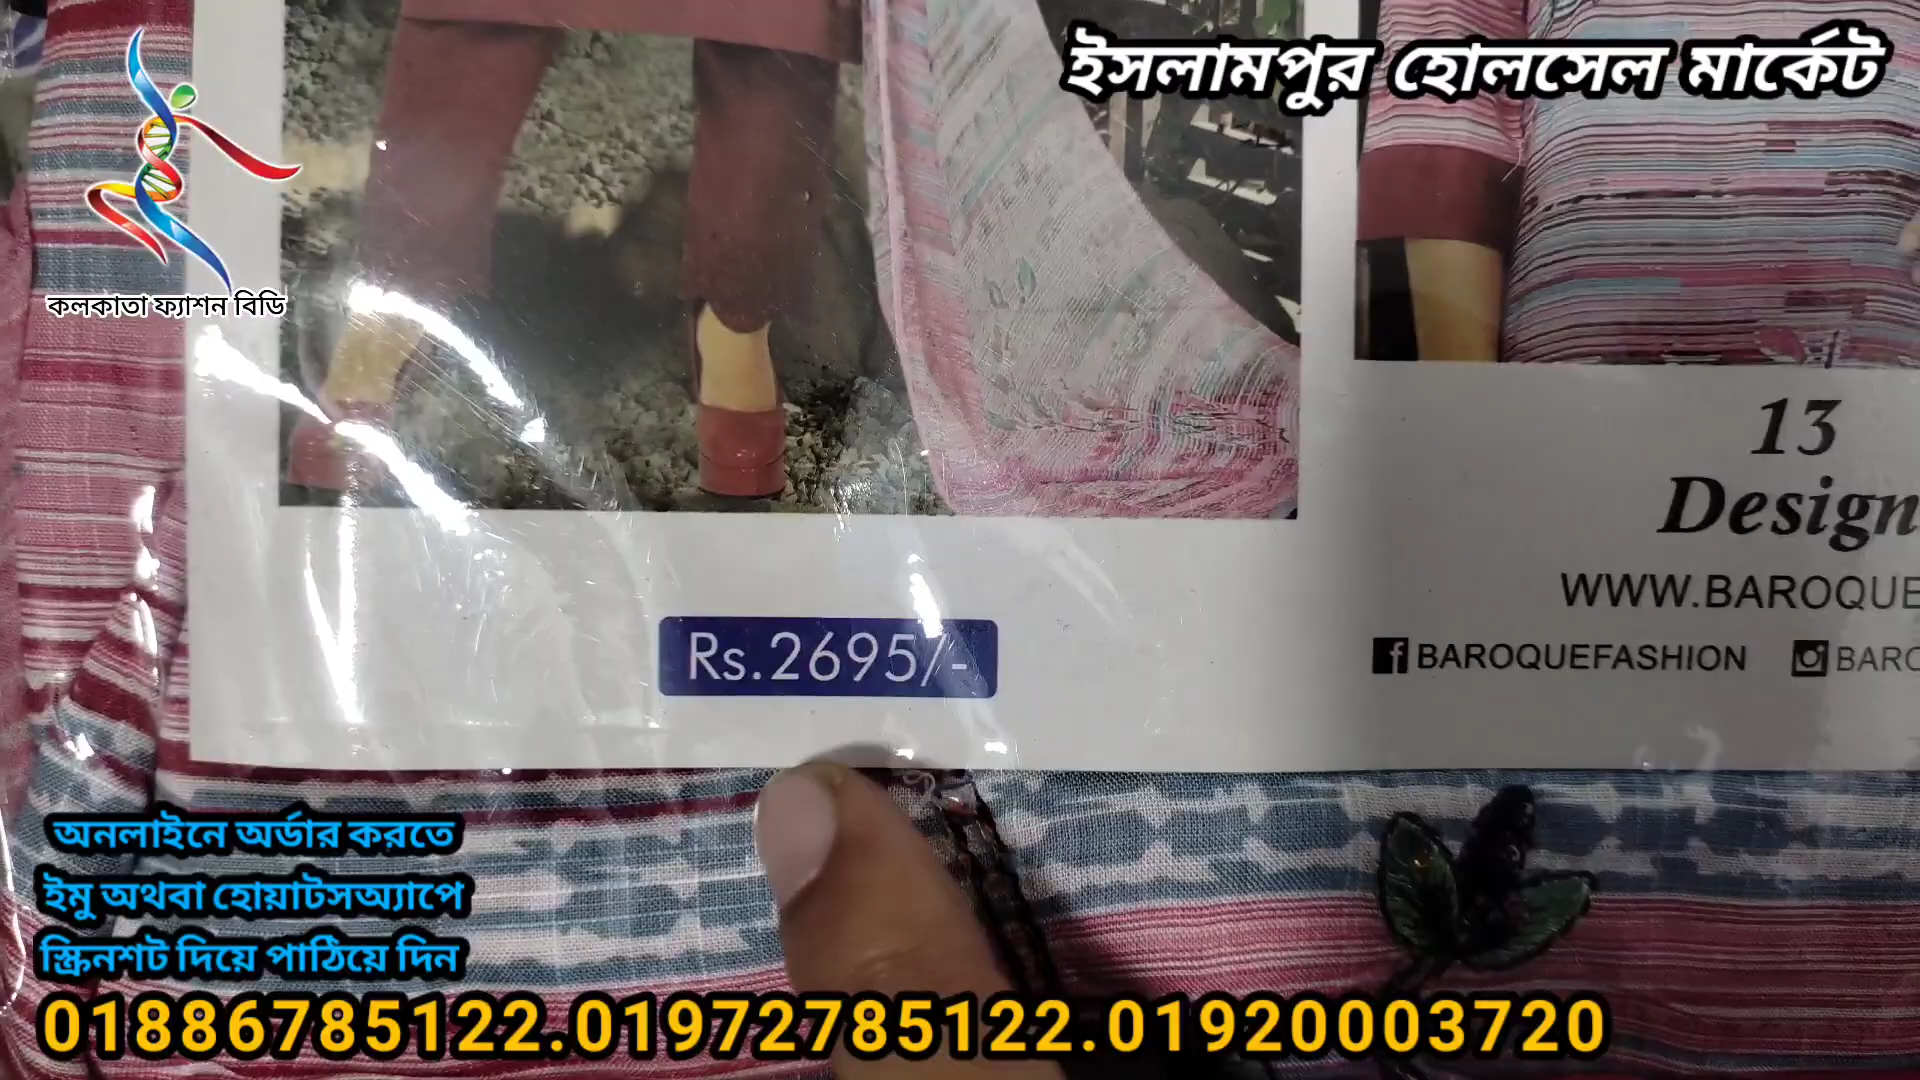 ইসলামপুর হোলসেল মার্কেট
কলকাতা ফ্যাশন বিডি
13
Design
WWW.BAROQUE
BAROQUEFASHION
BARO
Rs.2695/-
অনলাইনে অর্ডার করতে
ইমু অথবা হোয়াটসঅ্যাপে
স্ক্রিনশট দিয়ে পাঠিয়ে দিন
01886785122.01972785122.01920003720